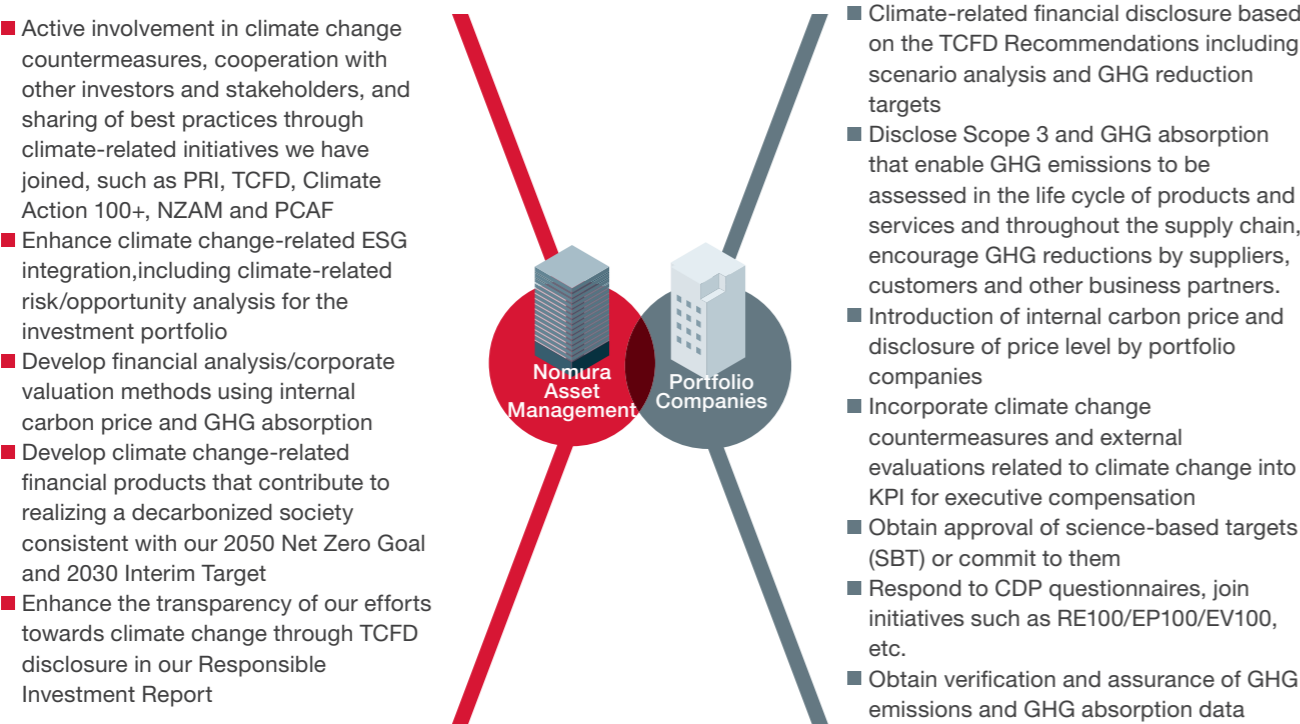 Active involvement in climate change
countermeasures, cooperation with
other investors and stakeholders, and
sharing of best practices through
climate-related initiatives we have
joined, such as PRI, TCFD, Climate
Action 100+, NZAM and PCAF
Enhance climate change-related ESG
integration,including climate-related
risk/opportunity analysis for the
investment portfolio
Develop financial analysis/corporate
valuation methods using internal
carbon price and GHG absorption
Develop climate change-related
financial products that contribute to
realizing a decarbonized society
consistent with our 2050 Net Zero Goal
and 2030 Interim Target
Enhance the transparency of our efforts
towards climate change through TCFD
disclosure in our Responsible
Investment Report
Nomura
Asset
Management
Portfolio
Companies
Climate-related financial disclosure based
on the TCFD Recommendations including
scenario analysis and GHG reduction
targets
Disclose Scope 3 and GHG absorption
that enable GHG emissions to be
assessed in the life cycle of products and
services and throughout the supply chain,
encourage GHG reductions by suppliers,
customers and other business partners.
Introduction of internal carbon price and
disclosure of price level by portfolio
companies
Incorporate climate change
countermeasures and external
evaluations related to climate change into
KPI for executive compensation
Obtain approval of science-based targets
(SBT) or commit to them
Respond to CDP questionnaires, join
initiatives such as RE100/EP100/EV100,
etc.
Obtain verification and assurance of GHG
emissions and GHG absorption data